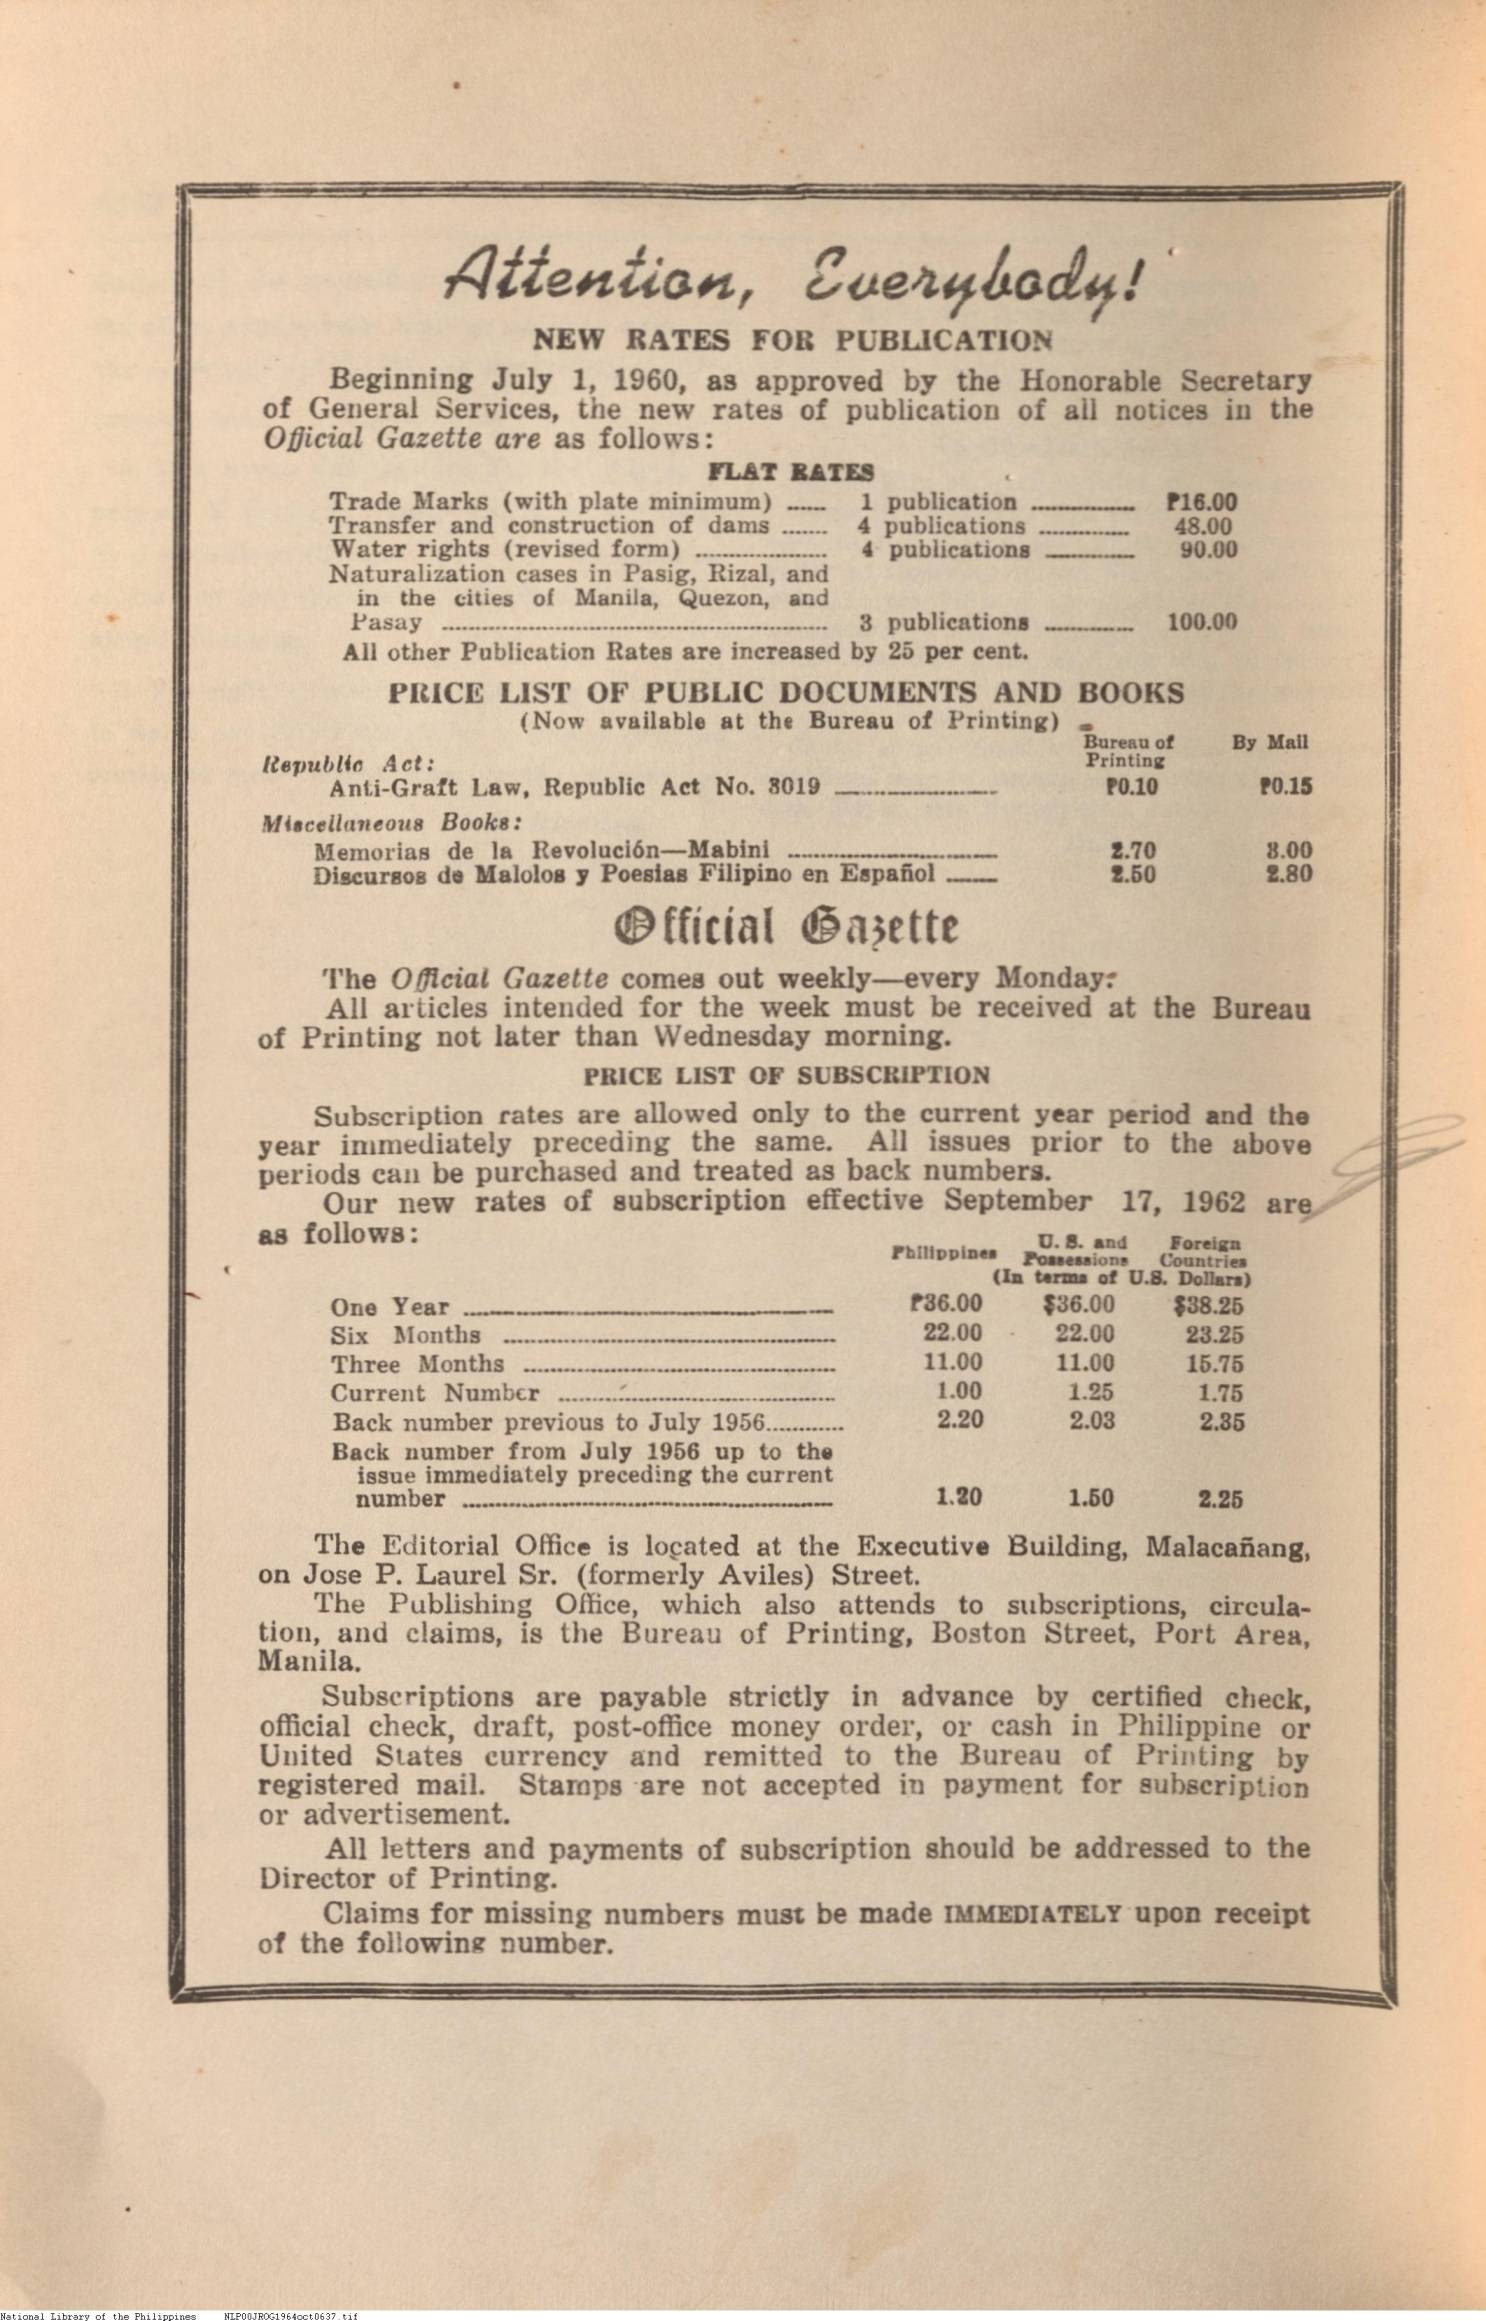 Attention, Everybody!
NEW RATES FOR PUBLICATION
Beginning July 1, 1960, as approved by the Honorable Secretary
of General Services, the new rates of publication of all notices in the
Official Gazette are as follows:
FLAT RATES
Trade Marks (with plate minimum) ...... 1 publication ................ ₱16.00
Transfer and construction of dams ....... 4 publications .............. 48.00
Water rights (revised form) .................... 4 publications .............. 90.00
Naturalization cases in Pasig, Rizal, and
in the cities of Manila, Quezon, and
Pasay .......................................................... 3 publications .............. 100.00
All other Publication Rates are increased by 25 per cent.
PRICE LIST OF PUBLIC DOCUMENTS AND BOOKS
(Now available at the Bureau of Printing)
Bureau of Printing By Mail
Republic Act:
Anti-Graft Law, Republic Act No. 3019 ......................... ₱0.10 ₱0.15
Miscellaneous Books:
Memorias de la Revolución—Mabini ................................ 2.70 3.00
Discursos de Malolos y Poesias Filipino en Español ........ 2.50 2.80
Official Gazette
The Official Gazette comes out weekly—every Monday.
All articles intended for the week must be received at the Bureau
of Printing not later than Wednesday morning.
PRICE LIST OF SUBSCRIPTION
Subscription rates are allowed only to the current year period and the
year immediately preceding the same. All issues prior to the above
periods can be purchased and treated as back numbers.
Our new rates of subscription effective September 17, 1962 are
as follows:
Philippines U. S. and Possessions Foreign Countries
(In terms of U.S. Dollars)
One Year ........................................................ ₱36.00 $36.00 $38.25
Six Months .................................................. 22.00 22.00 23.25
Three Months ............................................... 11.00 11.00 15.75
Current Number .......................................... 1.00 1.25 1.75
Back number previous to July 1956............ 2.20 2.03 2.35
Back number from July 1956 up to the
issue immediately preceding the current
number ........................................................ 1.20 1.50 2.25
The Editorial Office is located at the Executive Building, Malacañang,
on Jose P. Laurel Sr. (formerly Aviles) Street.
The Publishing Office, which also attends to subscriptions, circula-
tion, and claims, is the Bureau of Printing, Boston Street, Port Area,
Manila.
Subscriptions are payable strictly in advance by certified check,
official check, draft, post-office money order, or cash in Philippine or
United States currency and remitted to the Bureau of Printing by
registered mail. Stamps are not accepted in payment for subscription
or advertisement.
All letters and payments of subscription should be addressed to the
Director of Printing.
Claims for missing numbers must be made IMMEDIATELY upon receipt
of the following number.
National Library of the Philippines NLP00JROG1964oct0637.tif